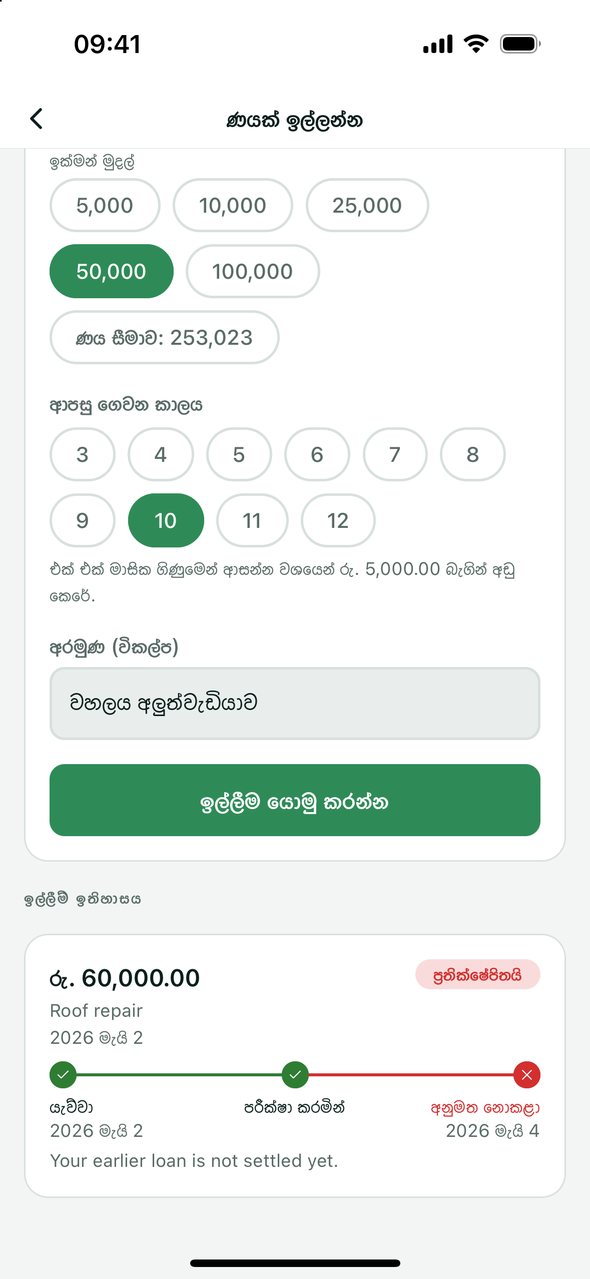 09:41
ණයක් ඉල්ලන්න
ඉක්මන් මුදල්
5,000
10,000
25,000
50,000
100,000
ණය සීමාව: 253,023
ආපසු ගෙවන කාලය
3
4
5
6
7
8
9
10
11
12
එක් එක් මාසික ගිණුමෙන් ආසන්න වශයෙන් රු. 5,000.00 බැගින් අඩු
කෙරේ.
අරමුණ (විකල්ප)
වහලය අලුත්වැඩියාව
ඉල්ලීම යොමු කරන්න
ඉල්ලීම් ඉතිහාසය
රු. 60,000.00
ප්‍රතික්ෂේපිතයි
Roof repair
2026 මැයි 2
යැව්වා
පරීක්ෂා කරමින්
අනුමත නොකළා
2026 මැයි 2
2026 මැයි 4
Your earlier loan is not settled yet.